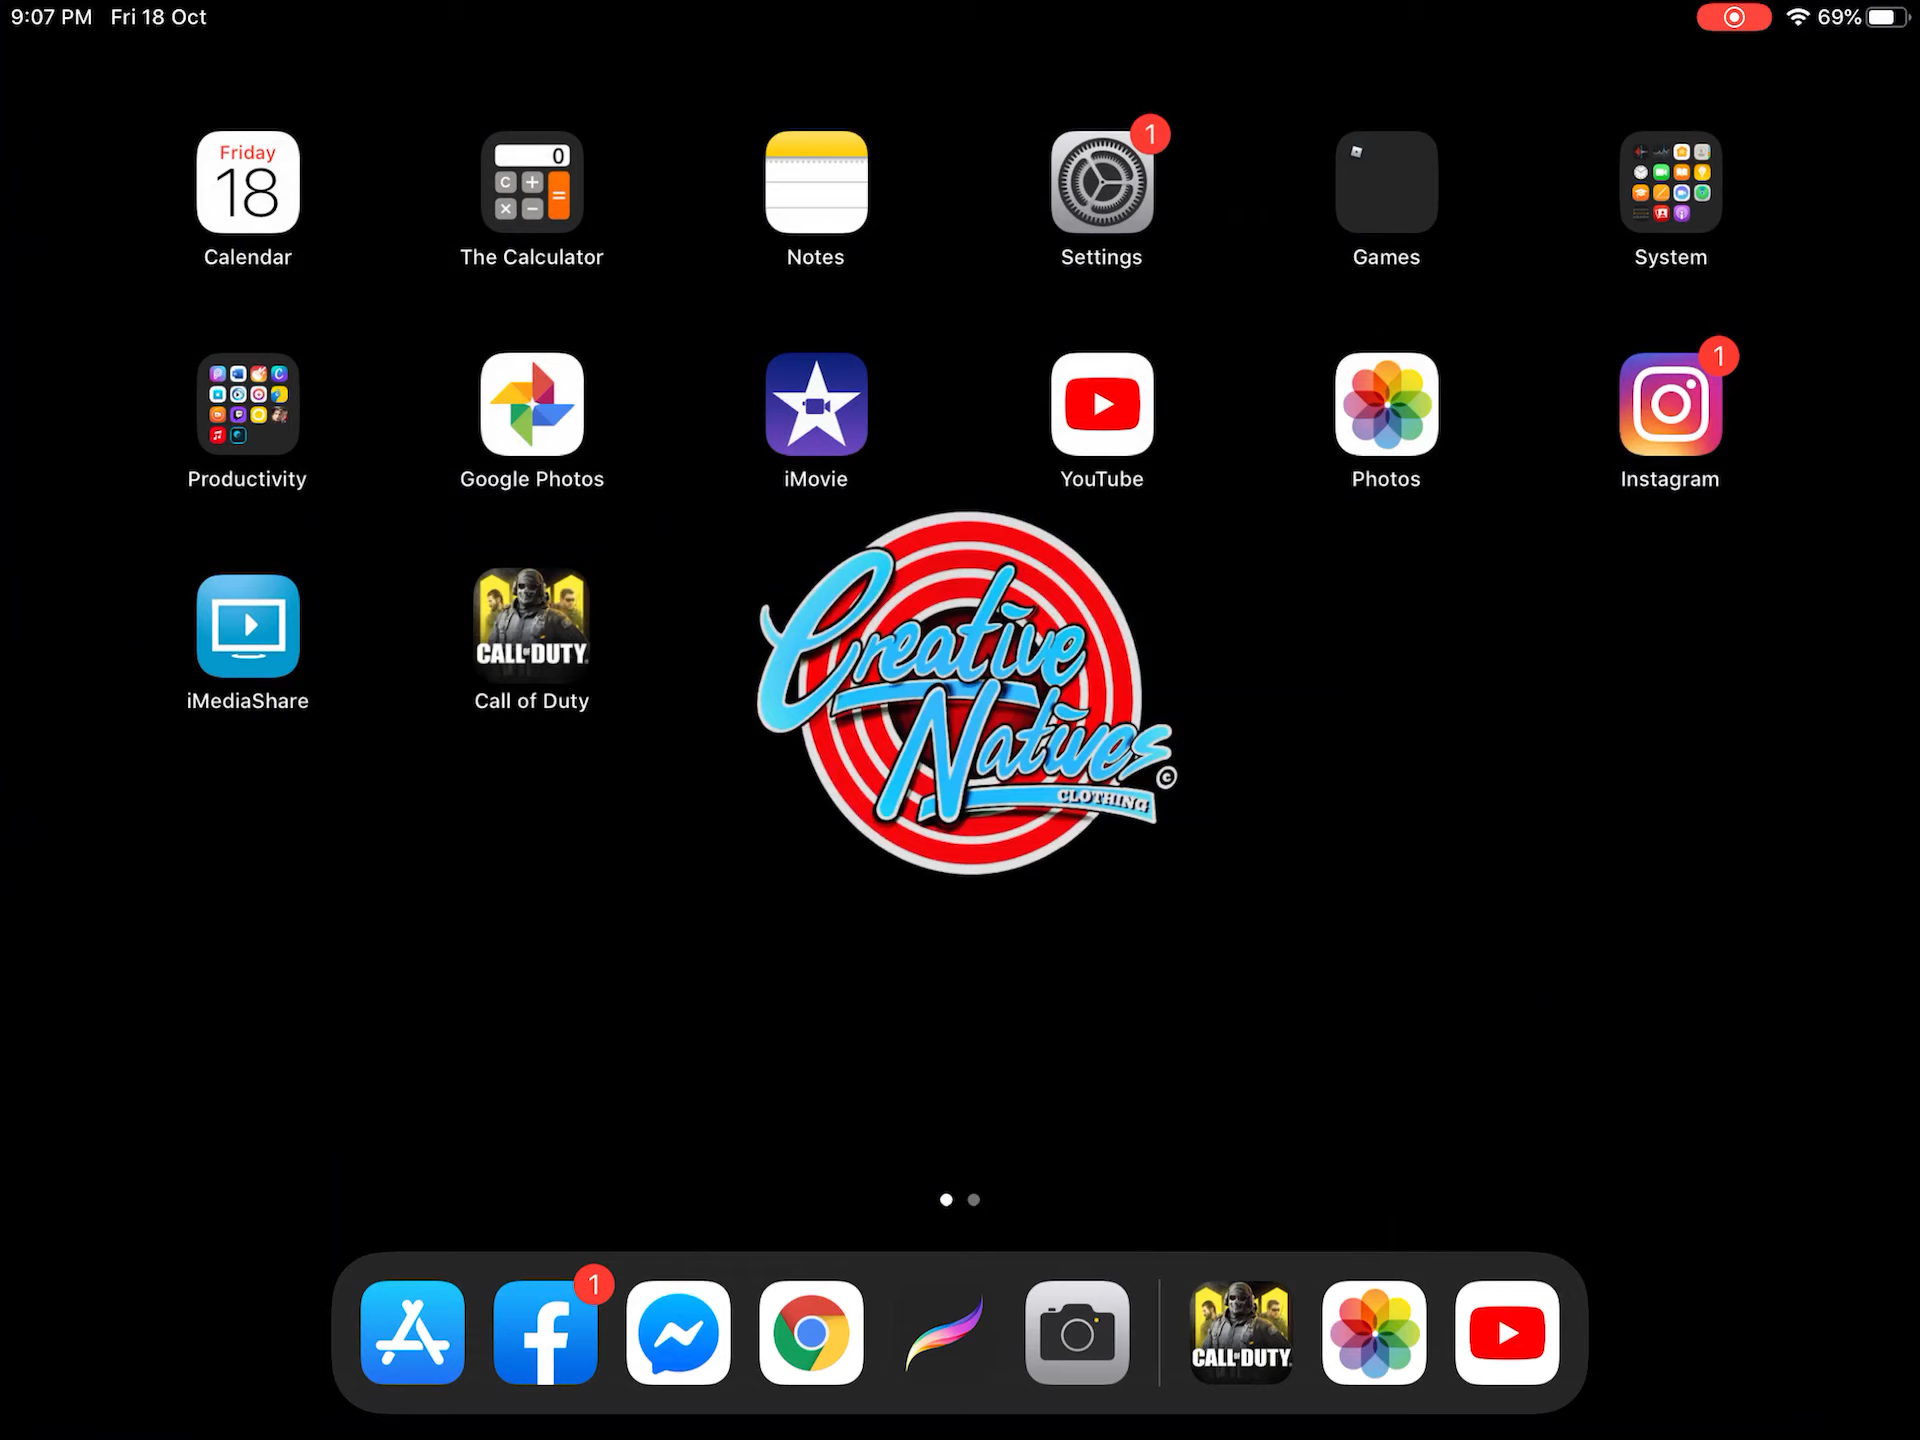 9:07 PM Fri 18 Oct
69%
Friday
18
Calendar
0
C +
= 
× −
The Calculator
Notes
1
Settings
Games
System
Productivity
Google Photos
iMovie
YouTube
Photos
1
Instagram
iMediaShare
CALL OF DUTY
Call of Duty
Creative
Natives
©
CLOTHING
1
CALL OF DUTY